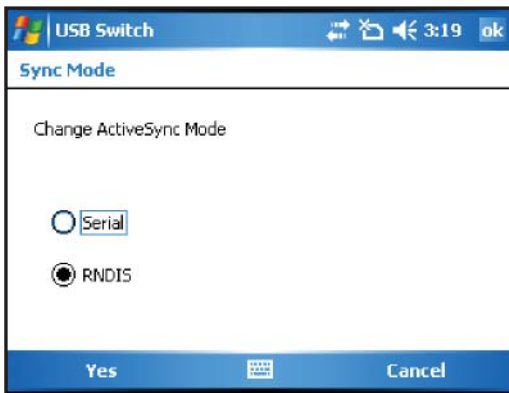 USB Switch 3:19 ok
Sync Mode
Change ActiveSync Mode
Serial
RNDIS
Yes Cancel